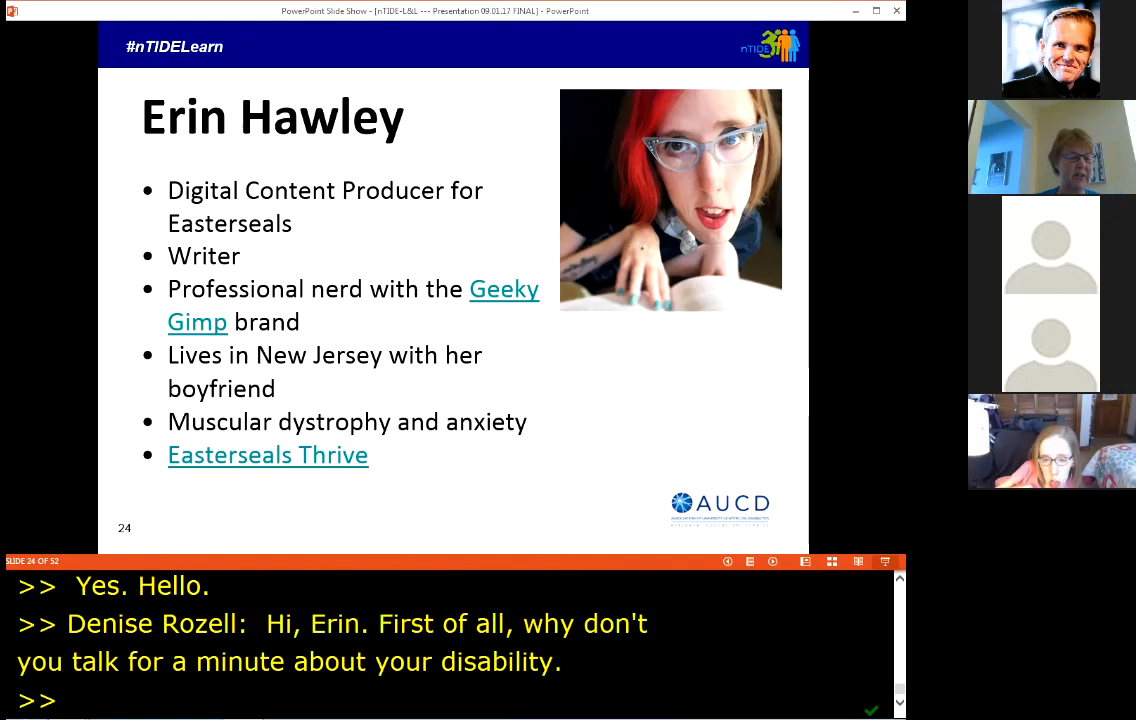 PowerPoint Slide Show - [nTIDE-L&L --- Presentation 09.01.17 FINAL] - PowerPoint
#nTIDELearn
nTIDE
Erin Hawley
• Digital Content Producer for
Easterseals
• Writer
• Professional nerd with the Geeky
Gimp brand
• Lives in New Jersey with her
boyfriend
• Muscular dystrophy and anxiety
• Easterseals Thrive
AUCD
24
SLIDE 24 OF 52
>> Yes. Hello.
>> Denise Rozell: Hi, Erin. First of all, why don't
you talk for a minute about your disability.
>>